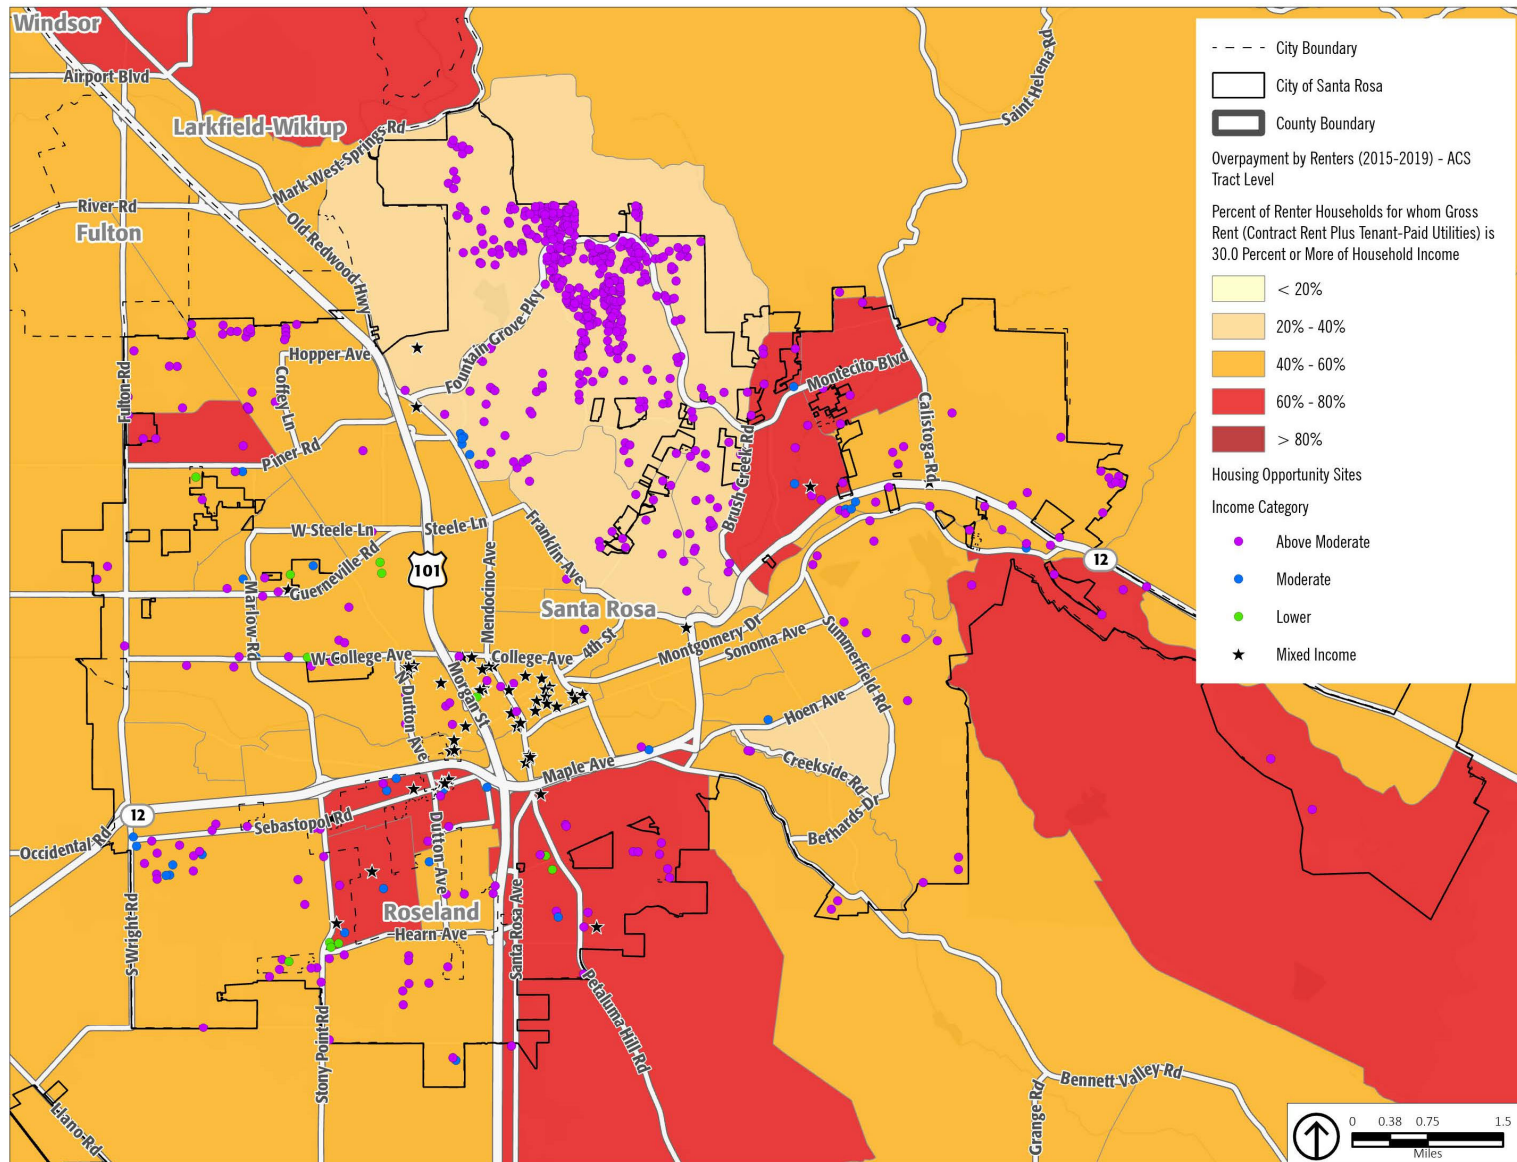 Windsor
Airport Blvd
Larkfield-Wikiup
Mark West Springs Rd
River Rd
Fulton
Old Redwood Hwy
Saint Helena Rd
Fountain Grove Pky
Hopper Ave
Fulton Rd
Coffey Ln
Piner Rd
Montecito Blvd
Calistoga Rd
Brush Creek Rd
W Steele Ln
Steele Ln
Franklin Ave
Guerneville Rd
101
Mendocino Ave
Marlow Rd
Santa Rosa
12
4th St
Montgomery Dr
Sonoma Ave
Summerfield Rd
W College Ave
College Ave
N Dutton Ave
Morgan St
Hoen Ave
Creekside Rd
Maple Ave
Bethards Dr
12
Occidental Rd
Sebastopol Rd
Dutton Ave
Roseland
Hearn Ave
Santa Rosa Ave
S Wright Rd
Stony Point Rd
Petaluma Hill Rd
Bennett Valley Rd
Grange Rd
Llano Rd
City Boundary
City of Santa Rosa
County Boundary
Overpayment by Renters (2015-2019) - ACS
Tract Level
Percent of Renter Households for whom Gross
Rent (Contract Rent Plus Tenant-Paid Utilities) is
30.0 Percent or More of Household Income
< 20%
20% - 40%
40% - 60%
60% - 80%
> 80%
Housing Opportunity Sites
Income Category
Above Moderate
Moderate
Lower
Mixed Income
0 0.38 0.75 1.5
Miles